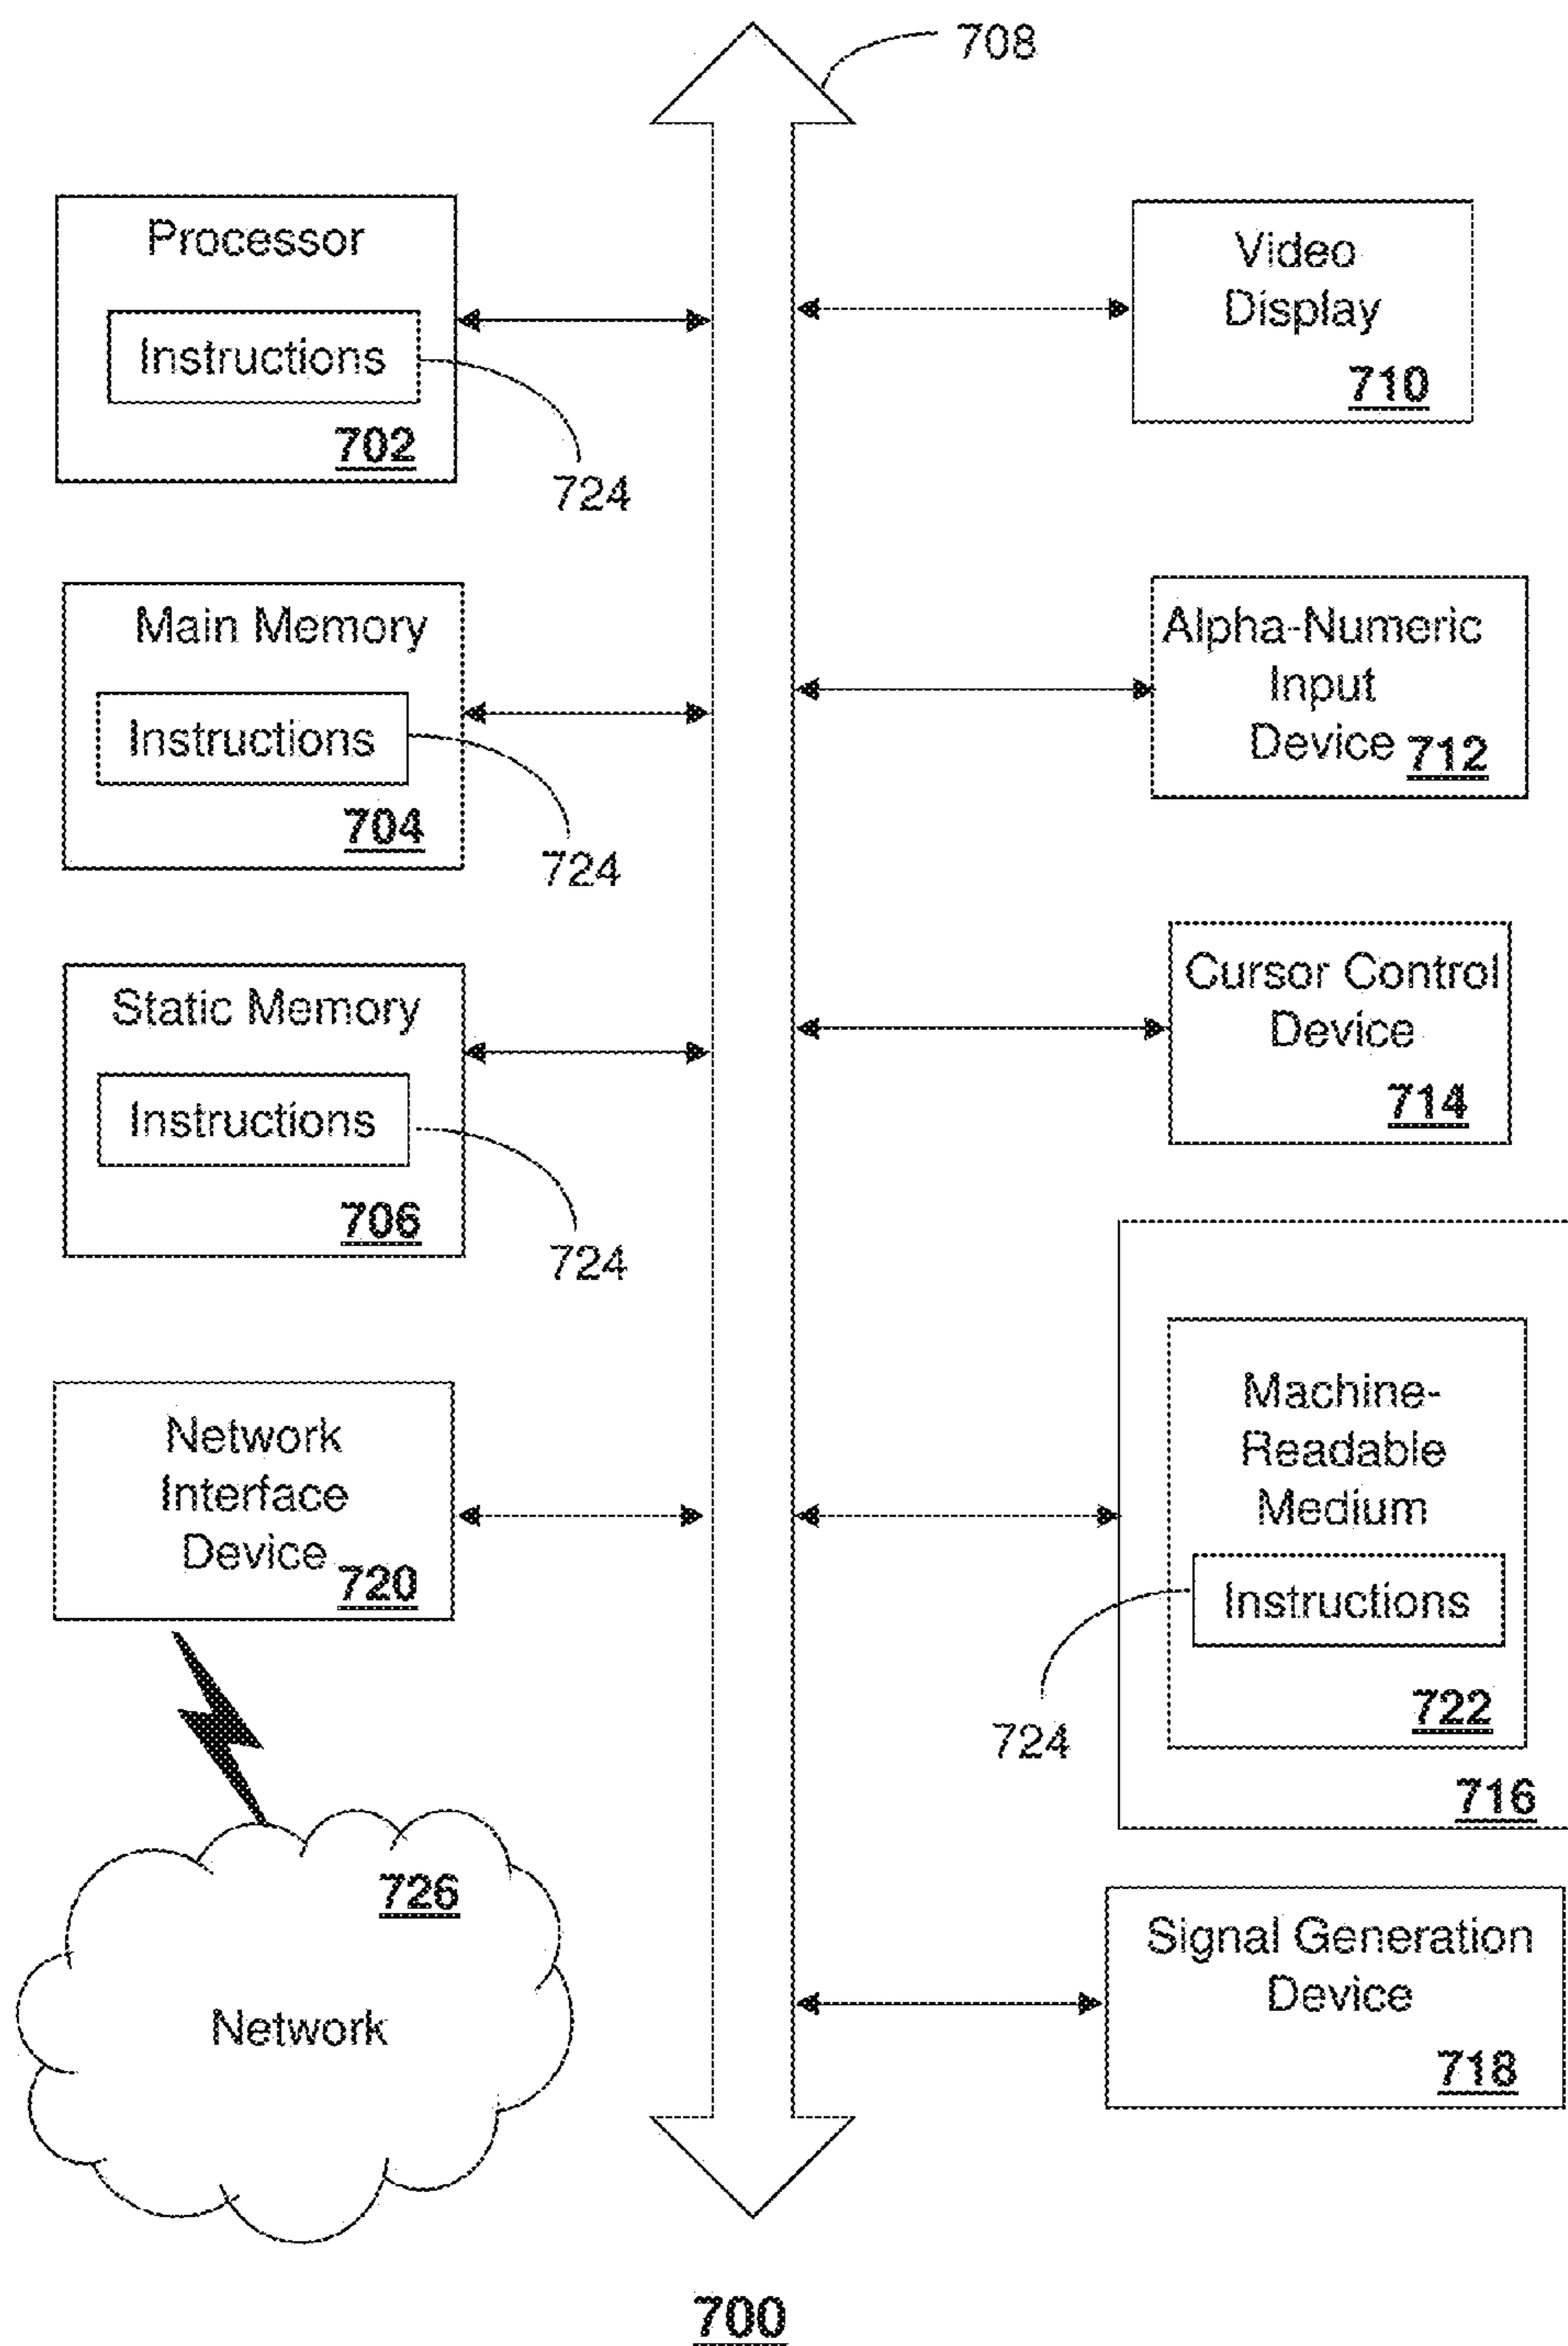 708
Processor
Instructions
702
724
Main Memory
Instructions
704
724
Static Memory
Instructions
706
724
Network
Interface
Device
720
726
Network
Video
Display
710
Alpha-Numeric
Input
Device 712
Cursor Control
Device
714
Machine-
Readable
Medium
Instructions
724
722
716
Signal Generation
Device
718
700